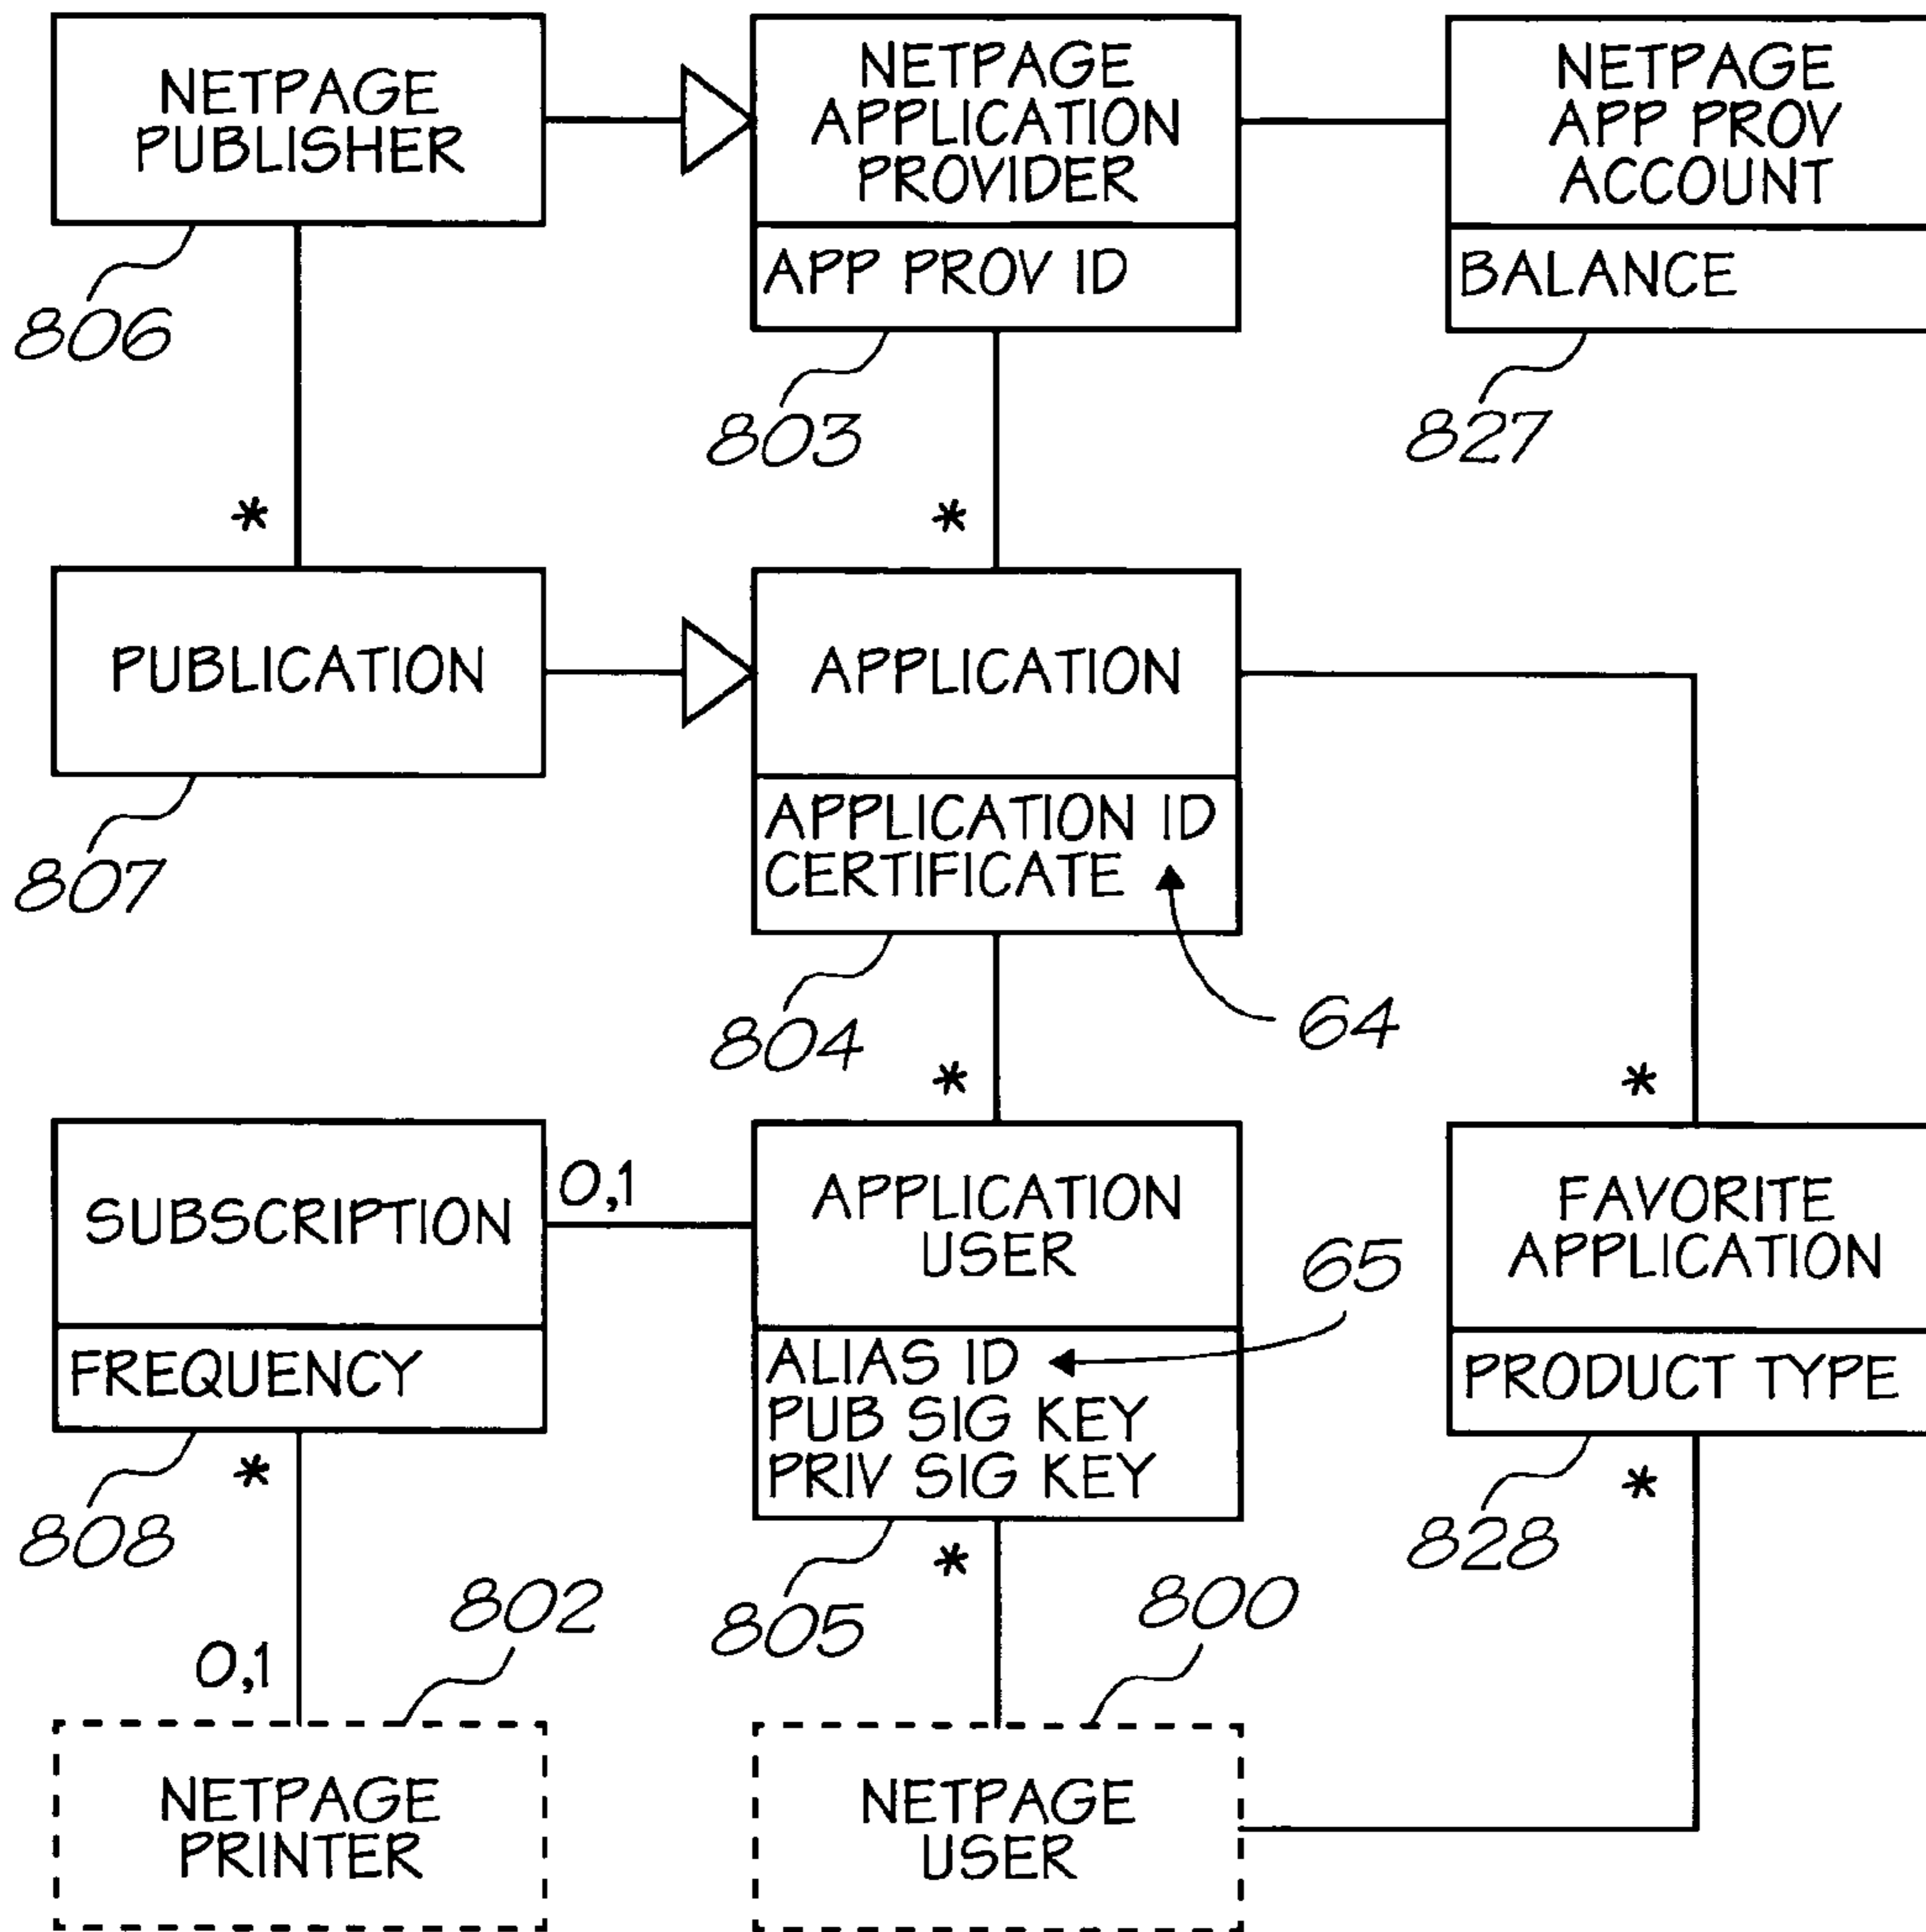 NETPAGE
PUBLISHER
NETPAGE
APPLICATION
PROVIDER
NETPAGE
APP PROV
ACCOUNT
APP PROV ID
BALANCE
806
803
827
*
*
PUBLICATION
APPLICATION
APPLICATION ID
CERTIFICATE
807
804
64
*
*
SUBSCRIPTION
0,1
APPLICATION
USER
FAVORITE
APPLICATION
65
FREQUENCY
ALIAS ID
PUB SIG KEY
PRIV SIG KEY
PRODUCT TYPE
*
*
808
828
*
802
805
800
0,1
NETPAGE
PRINTER
NETPAGE
USER